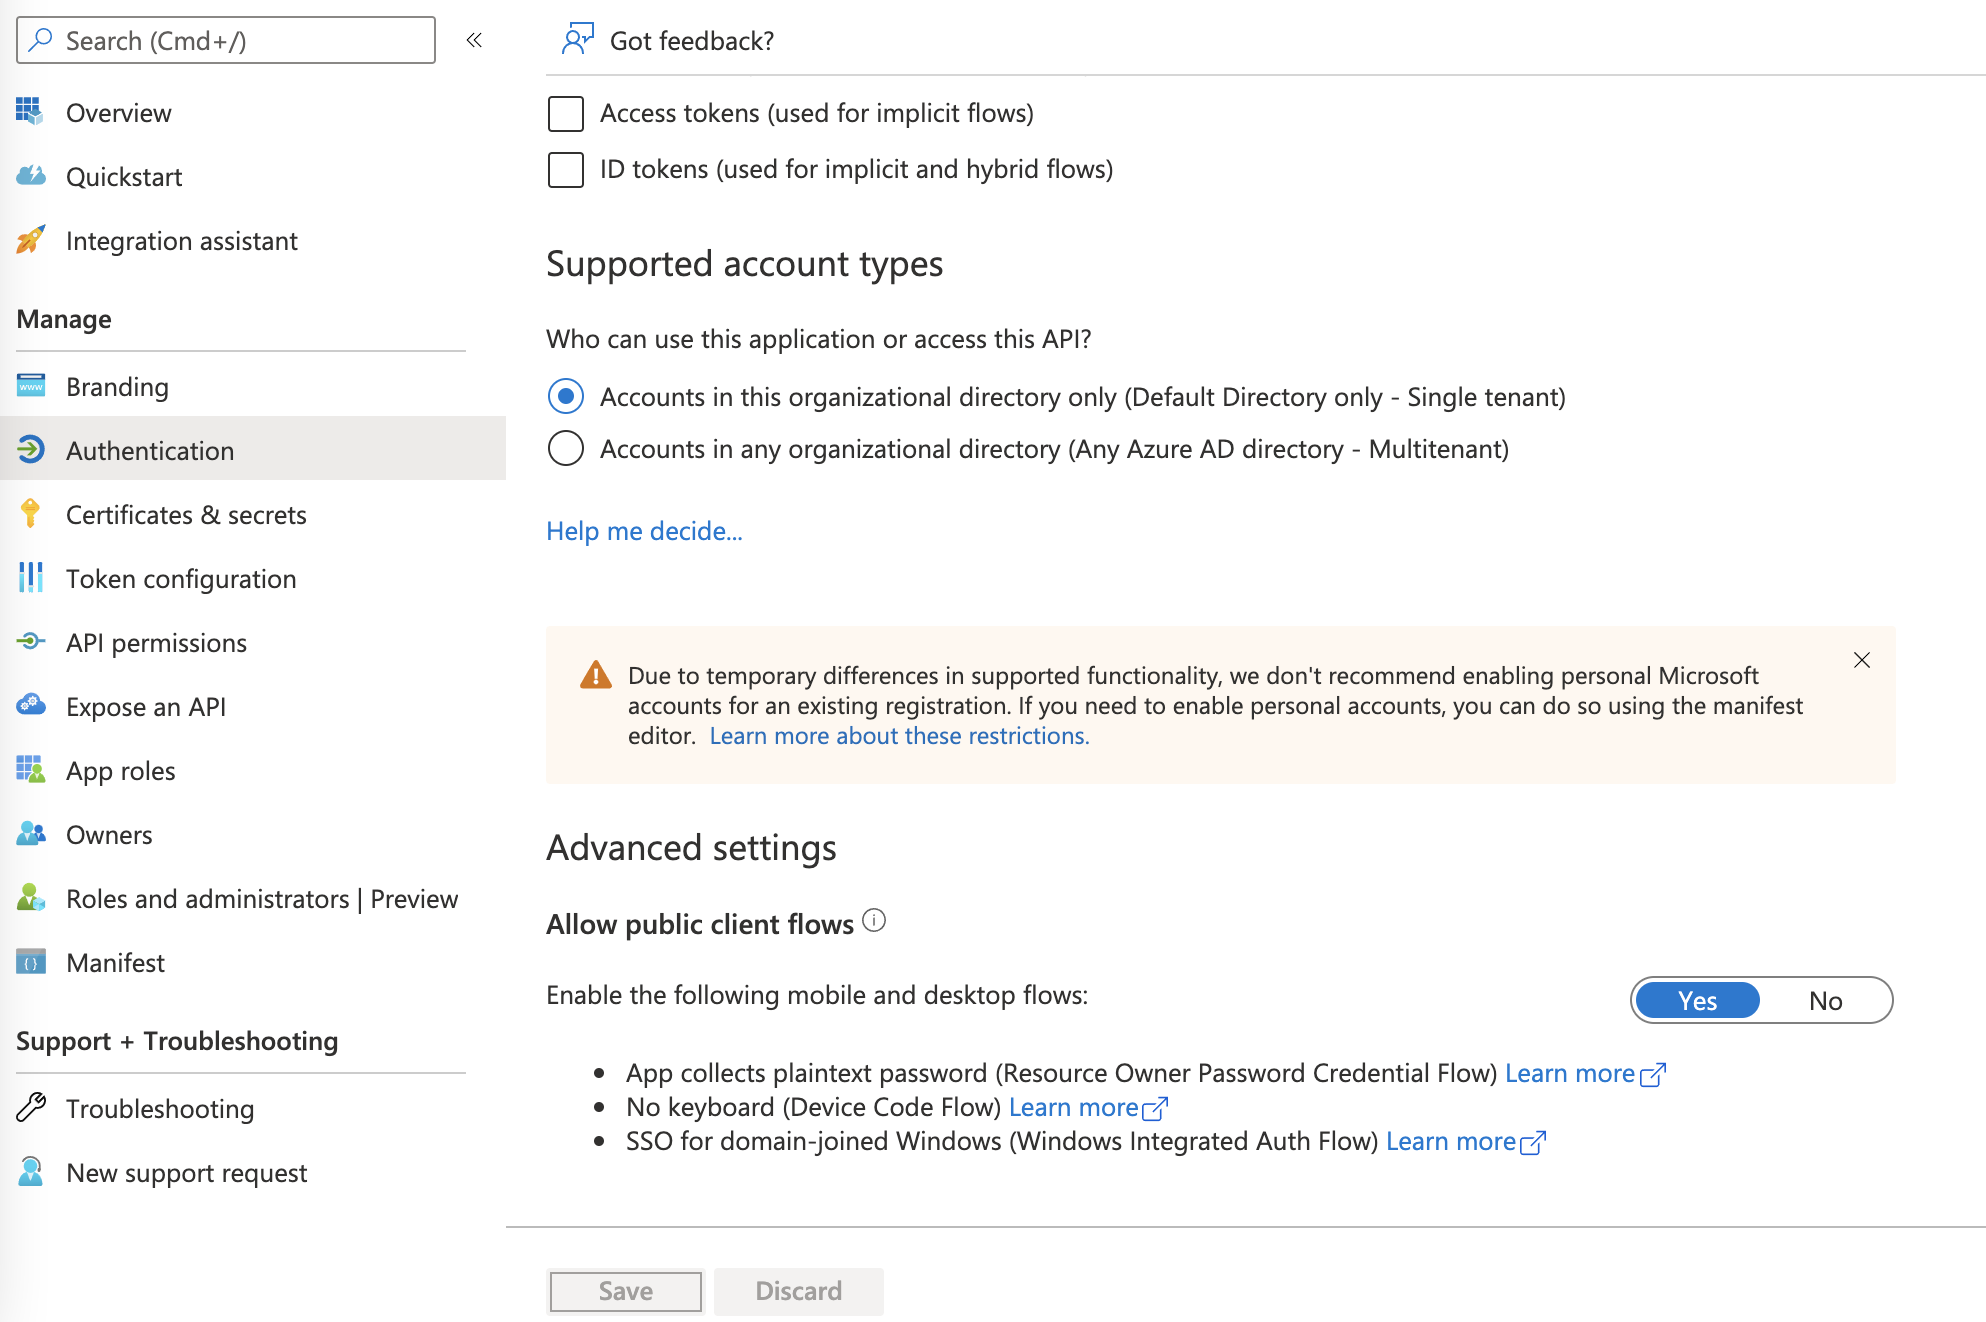 Search (Cmd+/)
«
Overview
Quickstart
Integration assistant
Manage
www
Branding
Authentication
Certificates & secrets
Token configuration
API permissions
Expose an API
App roles
Owners
Roles and administrators | Preview
Manifest
Support + Troubleshooting
Troubleshooting
New support request
Got feedback?
Access tokens (used for implicit flows)
ID tokens (used for implicit and hybrid flows)
Supported account types
Who can use this application or access this API?
Accounts in this organizational directory only (Default Directory only - Single tenant)
Accounts in any organizational directory (Any Azure AD directory - Multitenant)
Help me decide...
Due to temporary differences in supported functionality, we don't recommend enabling personal Microsoft
accounts for an existing registration. If you need to enable personal accounts, you can do so using the manifest
editor. Learn more about these restrictions.
Advanced settings
Allow public client flows
Enable the following mobile and desktop flows:
Yes No
• App collects plaintext password (Resource Owner Password Credential Flow) Learn more
• No keyboard (Device Code Flow) Learn more
• SSO for domain-joined Windows (Windows Integrated Auth Flow) Learn more
Save Discard